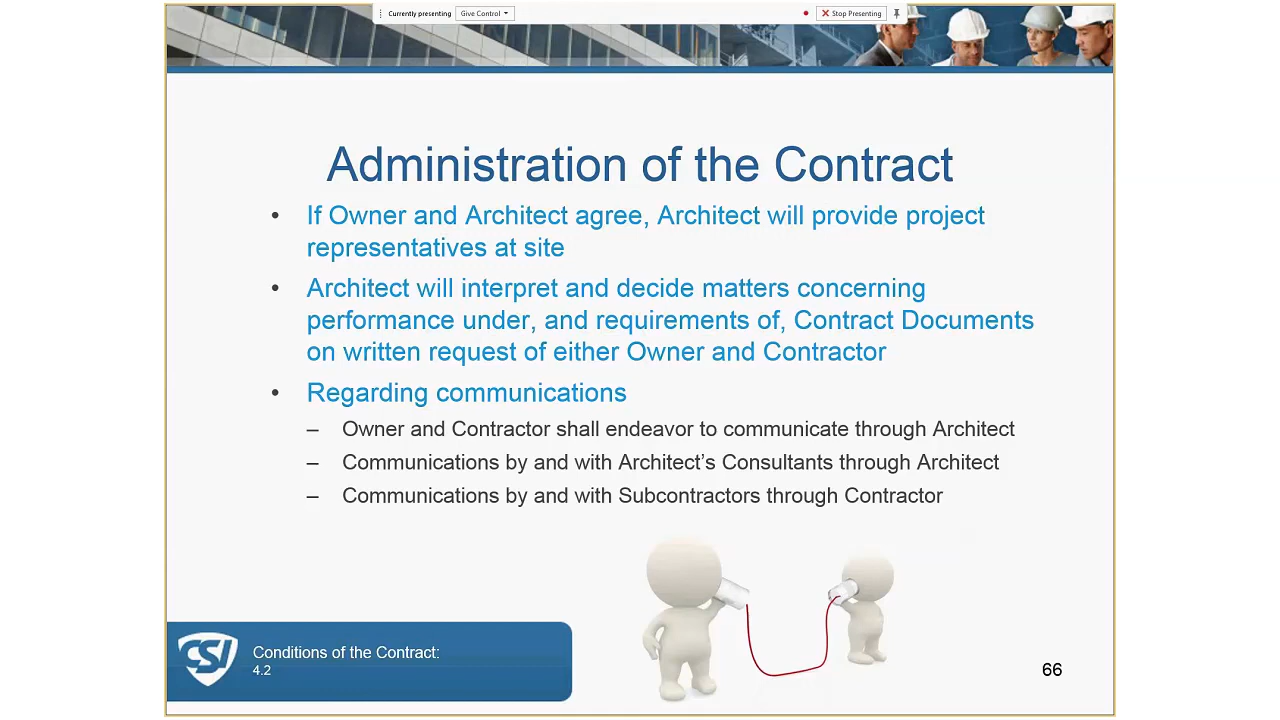 Currently presenting Give Control Stop Presenting
Administration of the Contract
• If Owner and Architect agree, Architect will provide project
representatives at site
• Architect will interpret and decide matters concerning
performance under, and requirements of, Contract Documents
on written request of either Owner and Contractor
• Regarding communications
– Owner and Contractor shall endeavor to communicate through Architect
– Communications by and with Architect’s Consultants through Architect
– Communications by and with Subcontractors through Contractor
CSI
Conditions of the Contract:
4.2
66